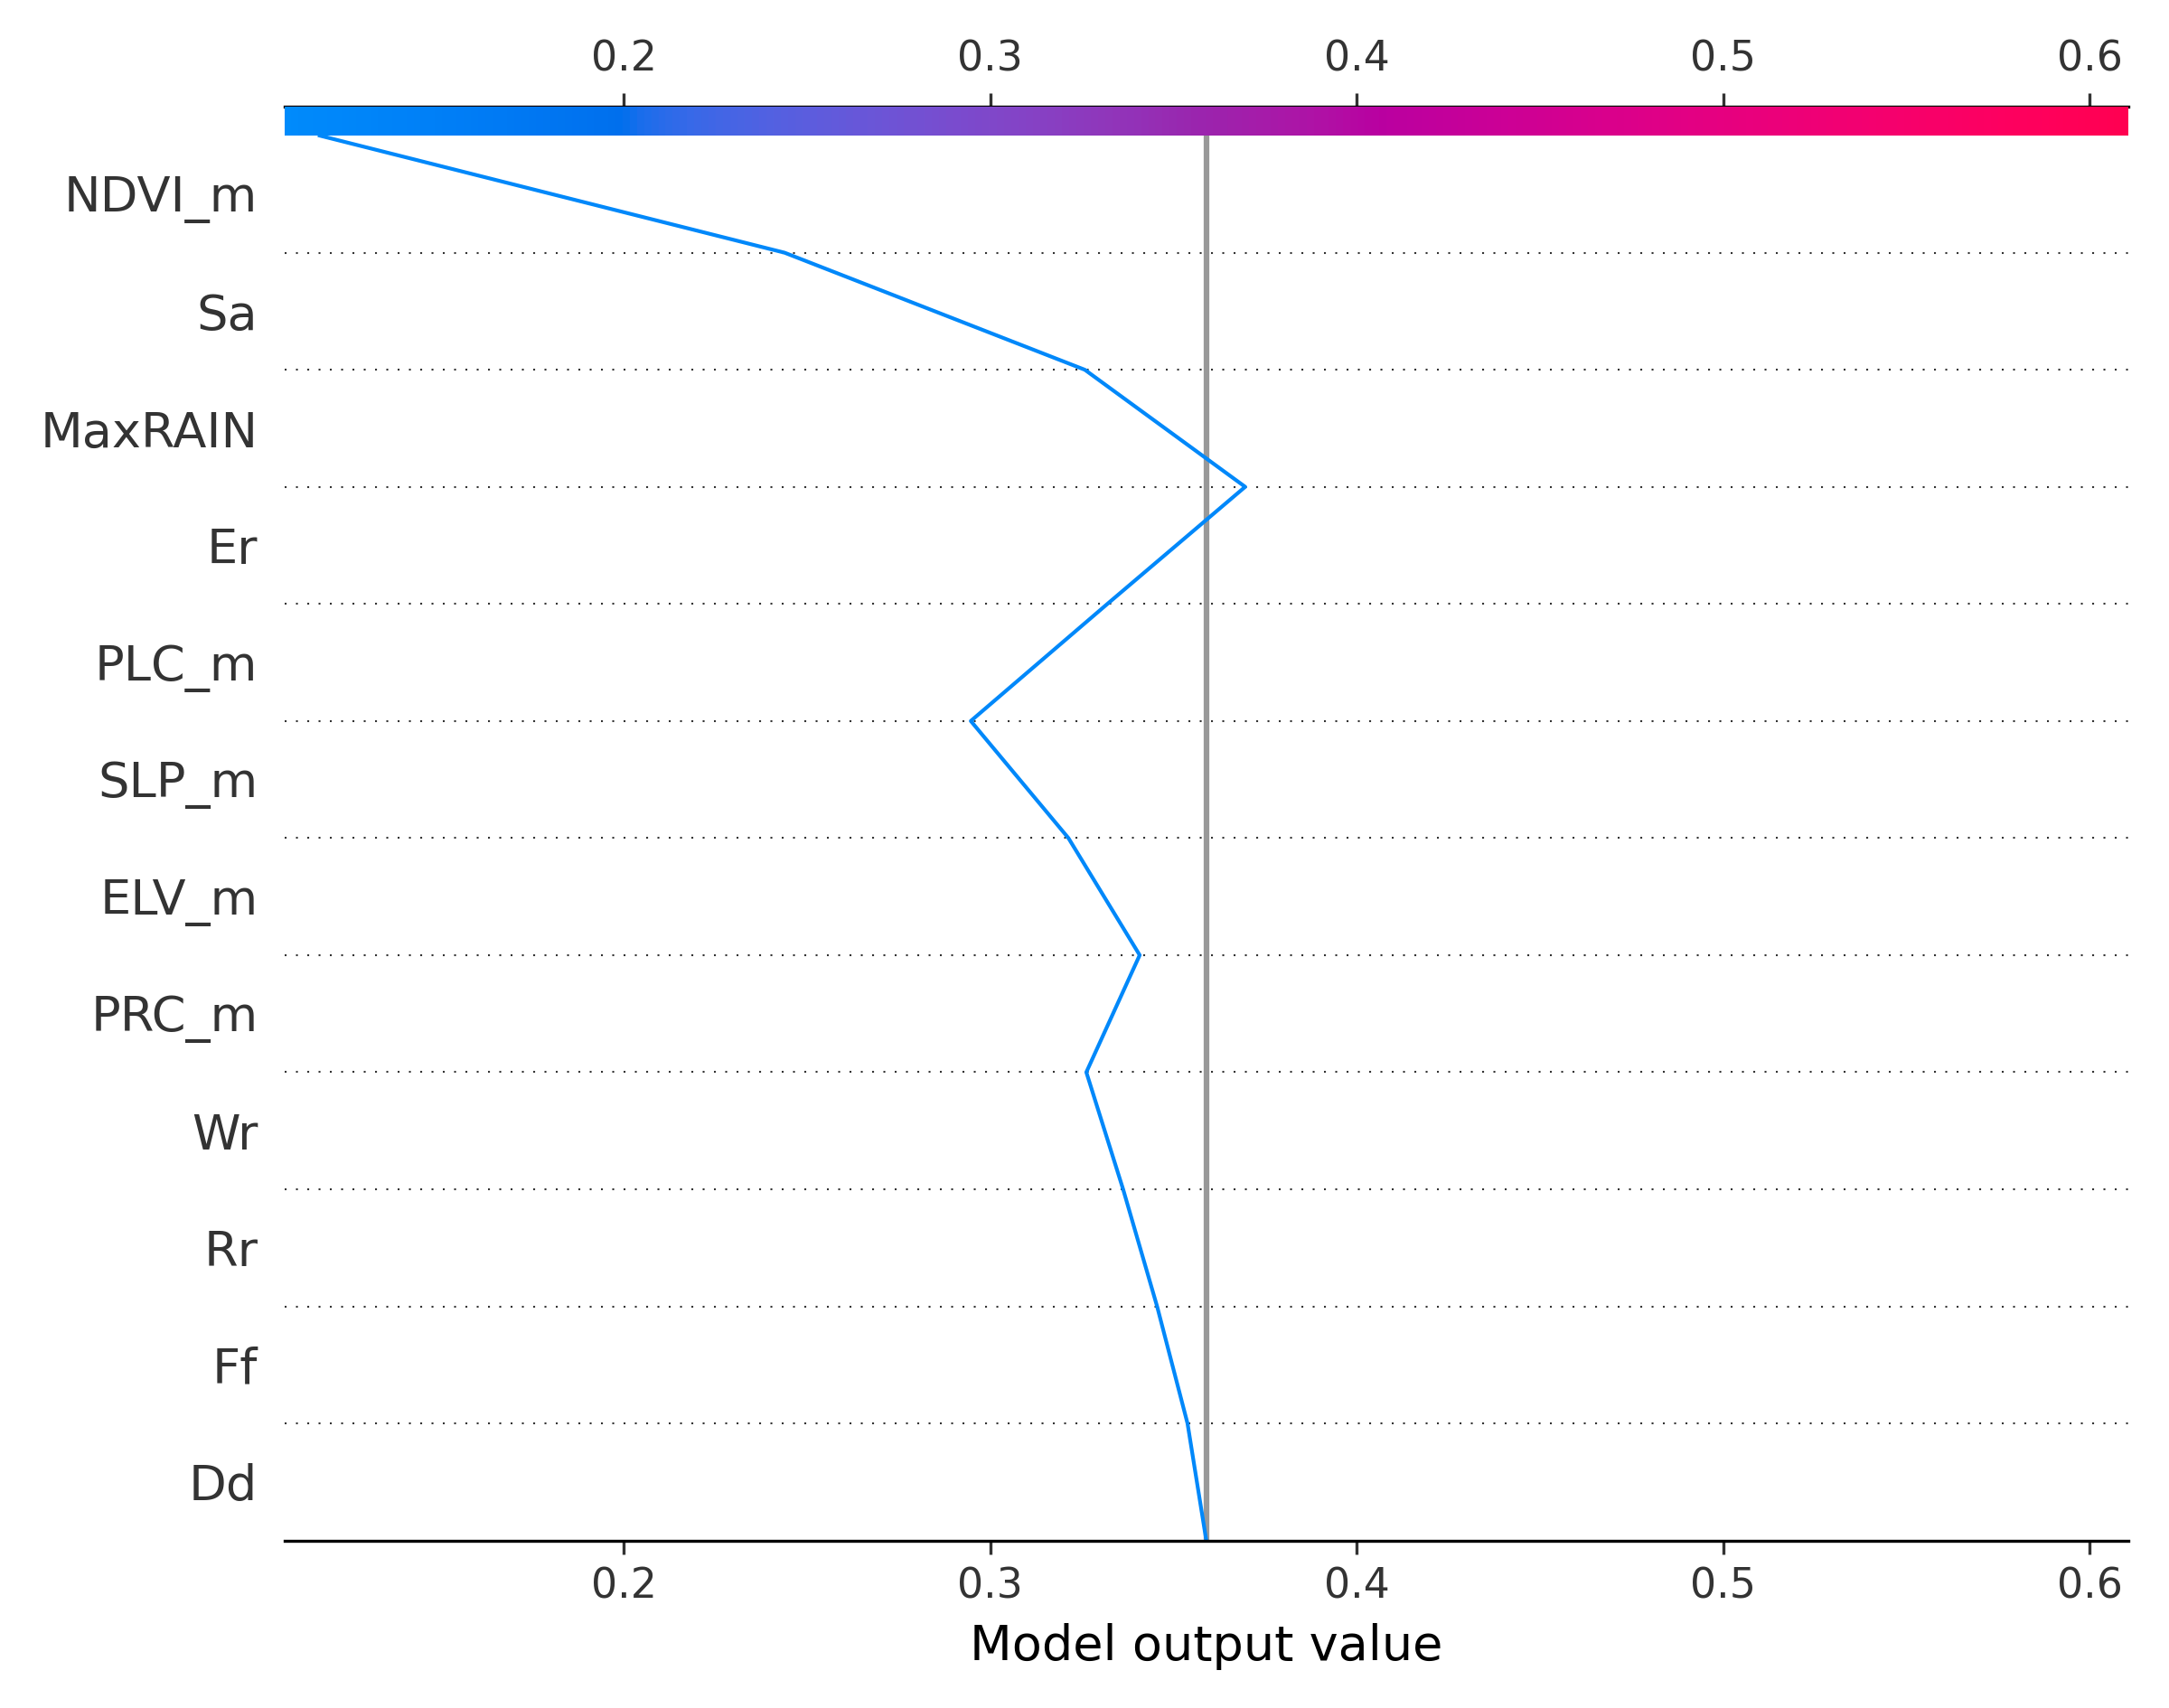 0.2 0.3 0.4 0.5 0.6
NDVI_m
Sa
MaxRAIN
Er
PLC_m
SLP_m
ELV_m
PRC_m
Wr
Rr
Ff
Dd
0.2 0.3 0.4 0.5 0.6
Model output value